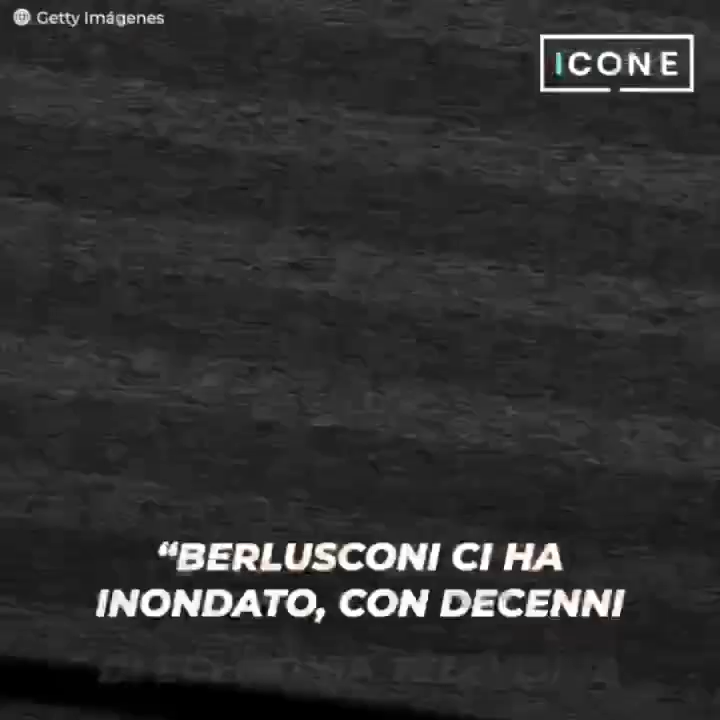 Getty Imágenes
ICONE
“BERLUSCONI CI HA
INONDATO, CON DECENNI